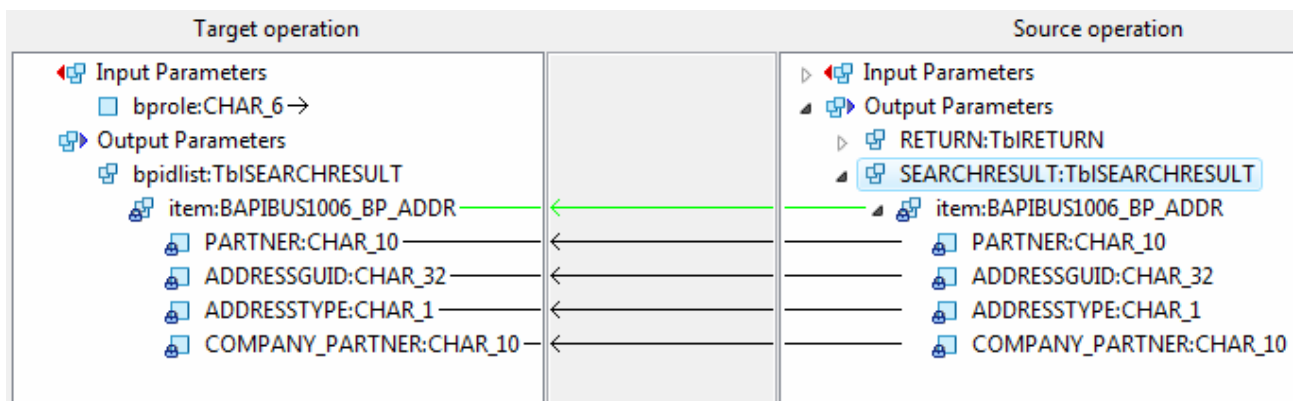 Target operation
Source operation
Input Parameters
bprole:CHAR_6
Output Parameters
bpidlist:TblSEARCHRESULT
item:BAPIBUS1006_BP_ADDR
PARTNER:CHAR_10
ADDRESSGUID:CHAR_32
ADDRESSTYPE:CHAR_1
COMPANY_PARTNER:CHAR_10
Input Parameters
Output Parameters
RETURN:TblRETURN
SEARCHRESULT:TblSEARCHRESULT
item:BAPIBUS1006_BP_ADDR
PARTNER:CHAR_10
ADDRESSGUID:CHAR_32
ADDRESSTYPE:CHAR_1
COMPANY_PARTNER:CHAR_10